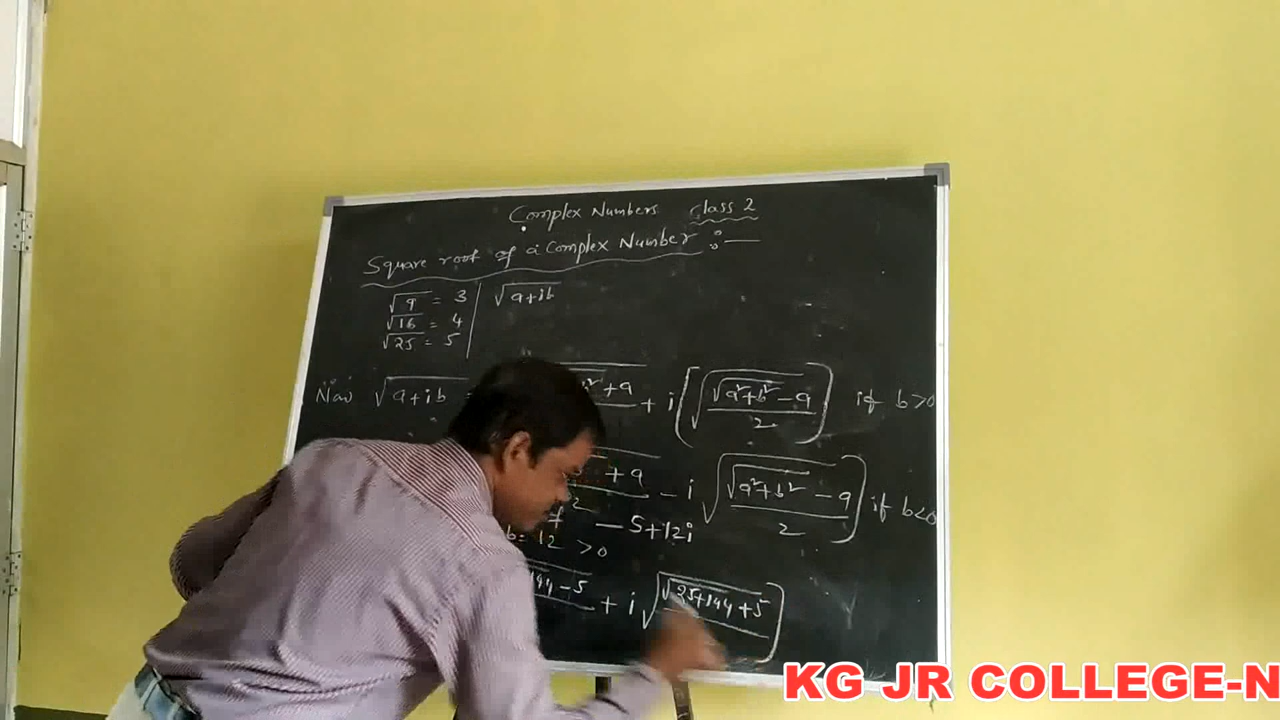 Complex Numbers Class 2
Square root of a Complex Number :—
√9 = 3 | √a+ib
√16 = 4
√25 = 5
Now √a+ib = +a + i (√(√a²+b² - a)/2) if b>0
+a - i √(√a²+b² - a)/2 if b<0
- 5+12i
b= 12 >0
144-5 + i √(√25+144 +5
KG JR COLLEGE-N